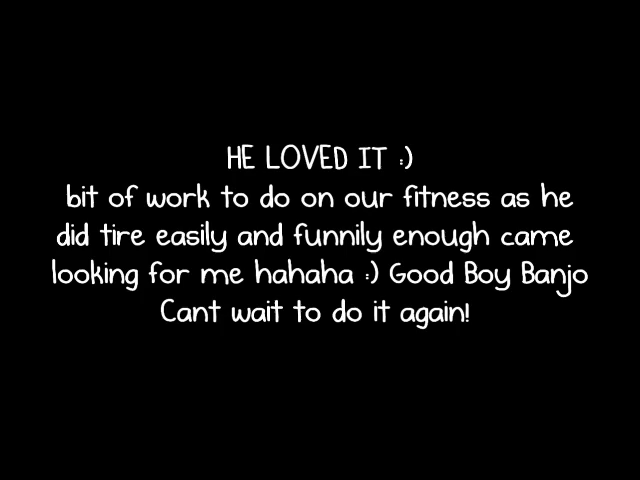 HE LOVED IT :)
bit of work to do on our fitness as he
did tire easily and funnily enough came
looking for me hahaha :) Good Boy Banjo
Cant wait to do it again!